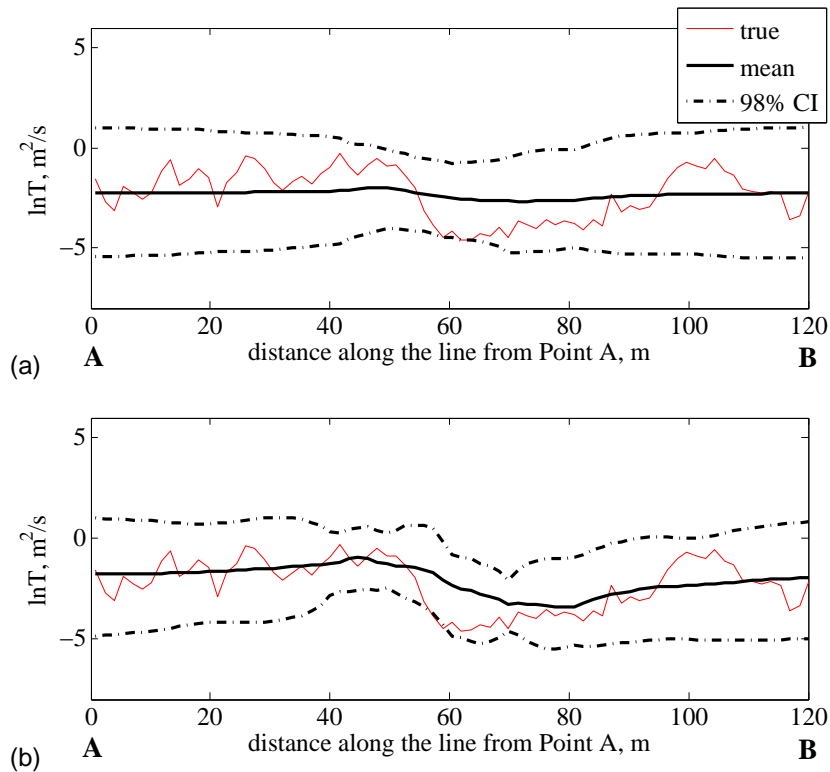 5
0
−5
lnT, m²/s
true
mean
98% CI
0 20 40 60 80 100 120
distance along the line from Point A, m
(a) A B
5
0
−5
lnT, m²/s
0 20 40 60 80 100 120
distance along the line from Point A, m
(b) A B